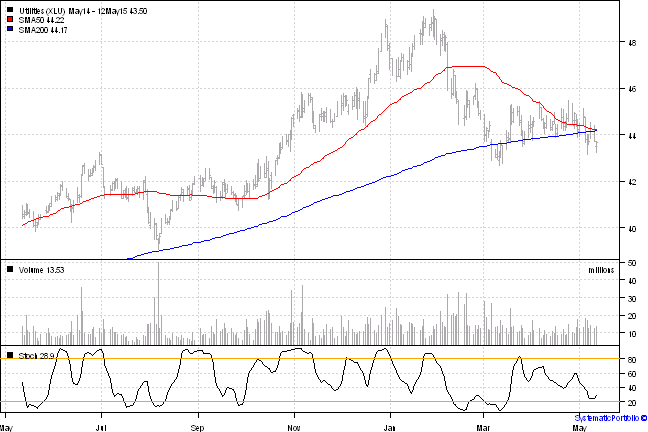 Utilities (XLU) May14 - 12May15 43.50
SMA50 44.22
SMA200 44.17
48
46
44
42
40
Volume 13.53
millions
50
40
30
20
10
Stoch 28.9
80
60
40
20
May
Jul
Sep
Nov
Jan
Mar
May
SystematicPortfolio ©